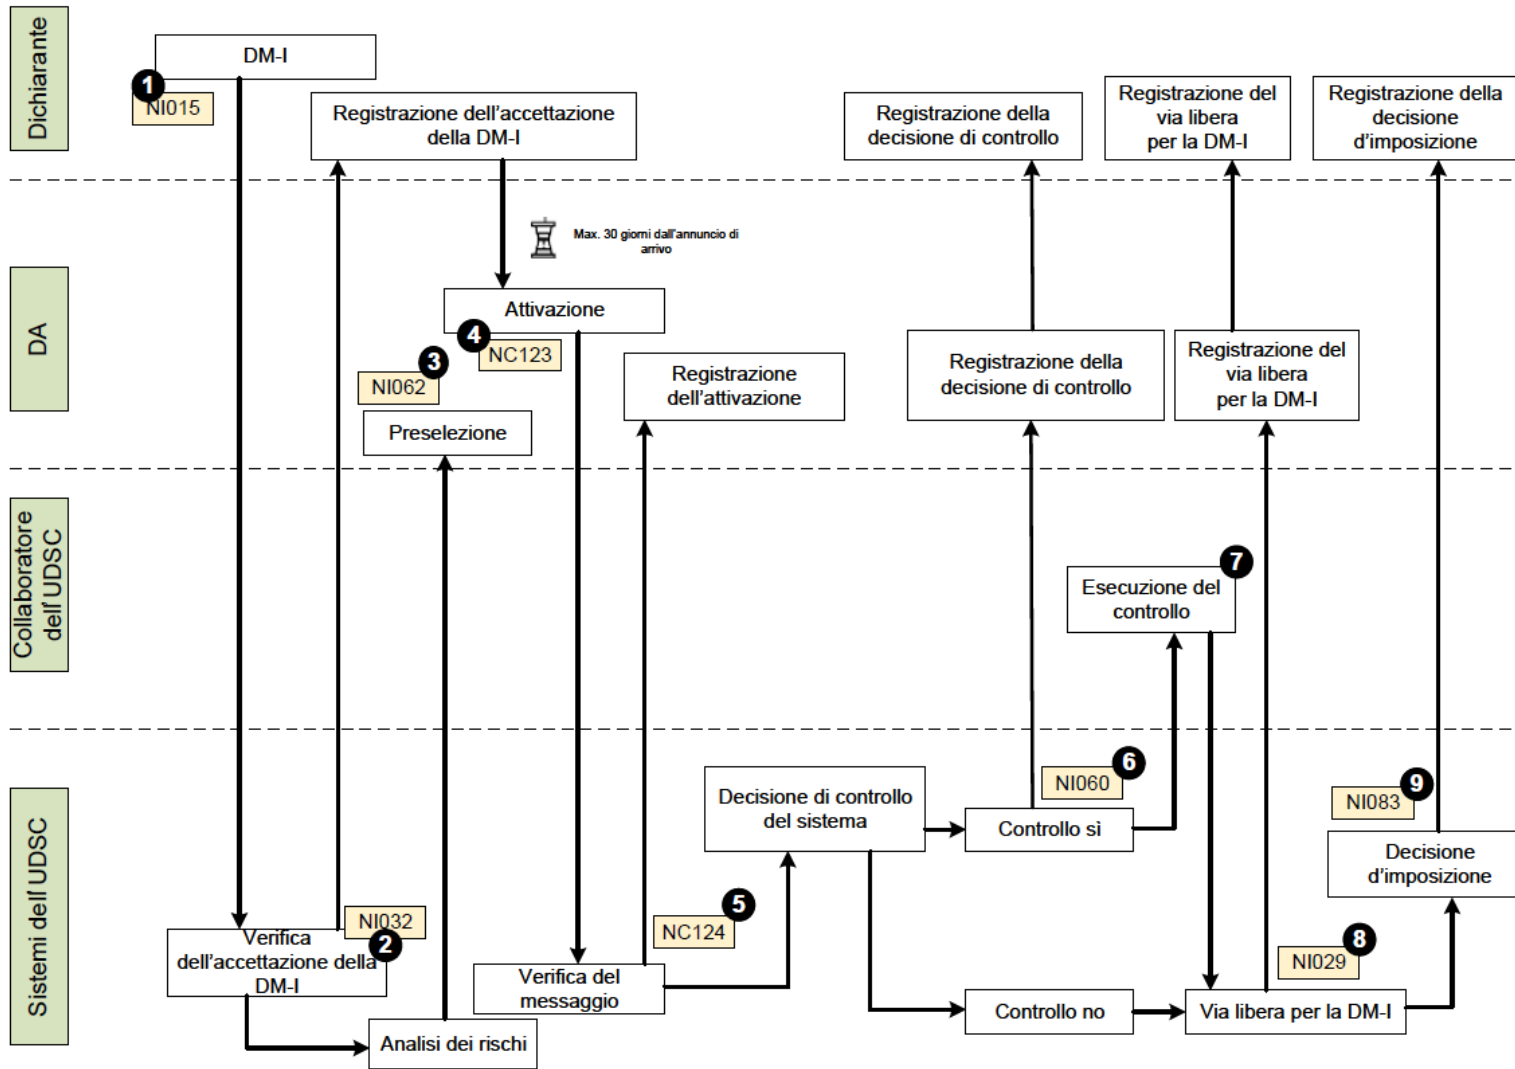 Dichiarante
DM-I
1
NI015
Registrazione dell'accettazione
della DM-I
Registrazione della
decisione di controllo
Registrazione del
via libera
per la DM-I
Registrazione della
decisione
d'imposizione
Max. 30 giorni dall'annuncio di
arrivo
DA
Attivazione
4
NC123
3
NI062
Preselezione
Registrazione
dell'attivazione
Registrazione della
decisione di controllo
Registrazione del
via libera
per la DM-I
Collaboratore
dell'UDSC
7
Esecuzione del
controllo
Sistemi dell'UDSC
NI032
2
Verifica
dell'accettazione della
DM-I
Analisi dei rischi
5
NC124
Verifica del
messaggio
Decisione di controllo
del sistema
6
NI060
Controllo sì
Controllo no
8
NI029
Via libera per la DM-I
9
NI083
Decisione
d'imposizione